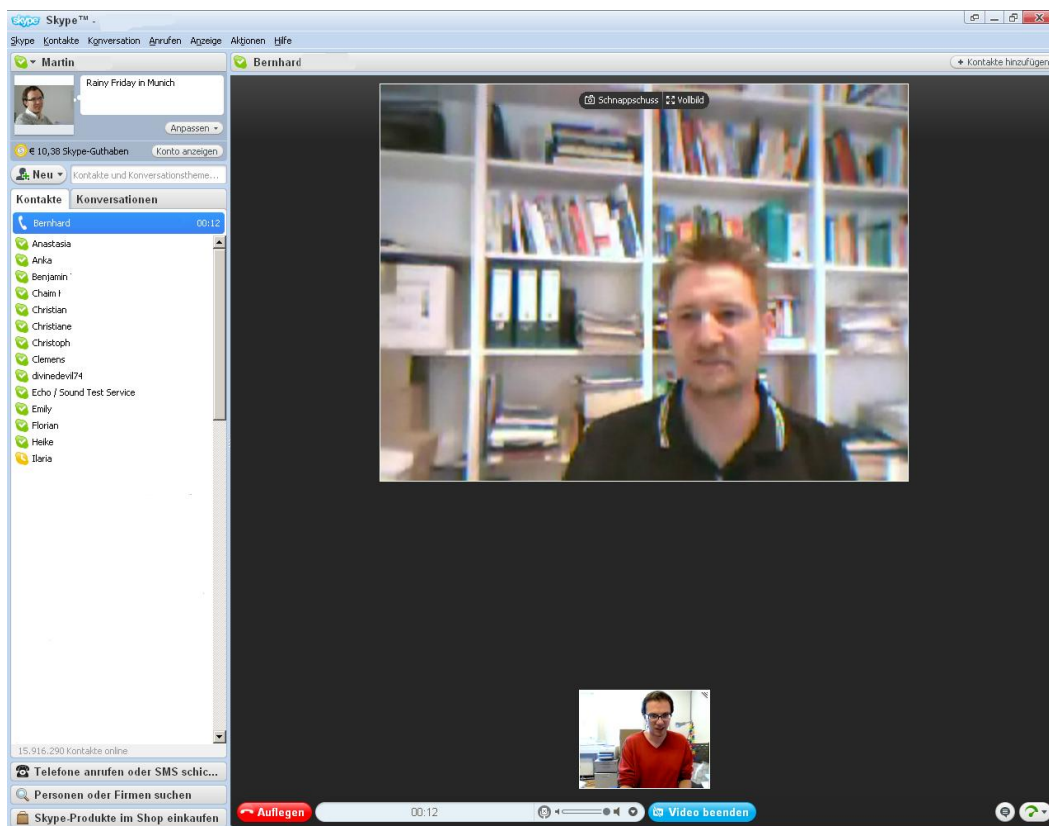 skype Skype™ -
Skype Kontakte Konversation Anrufen Anzeige Aktionen Hilfe
Martin
Rainy Friday in Munich
Anpassen
€ 10,38 Skype-Guthaben Konto anzeigen
Neu Kontakte und Konversationstheme...
Kontakte Konversationen
Bernhard 00:12
Anastasia
Anka
Benjamin
Chaim
Christian
Christiane
Christoph
Clemens
divinedevil74
Echo / Sound Test Service
Emily
Florian
Heike
Ilaria
15.916.290 Kontakte online
Telefone anrufen oder SMS schic...
Personen oder Firmen suchen
Skype-Produkte im Shop einkaufen
Bernhard + Kontakte hinzufügen
Schnappschuss Vollbild
Auflegen 00:12 Video beenden